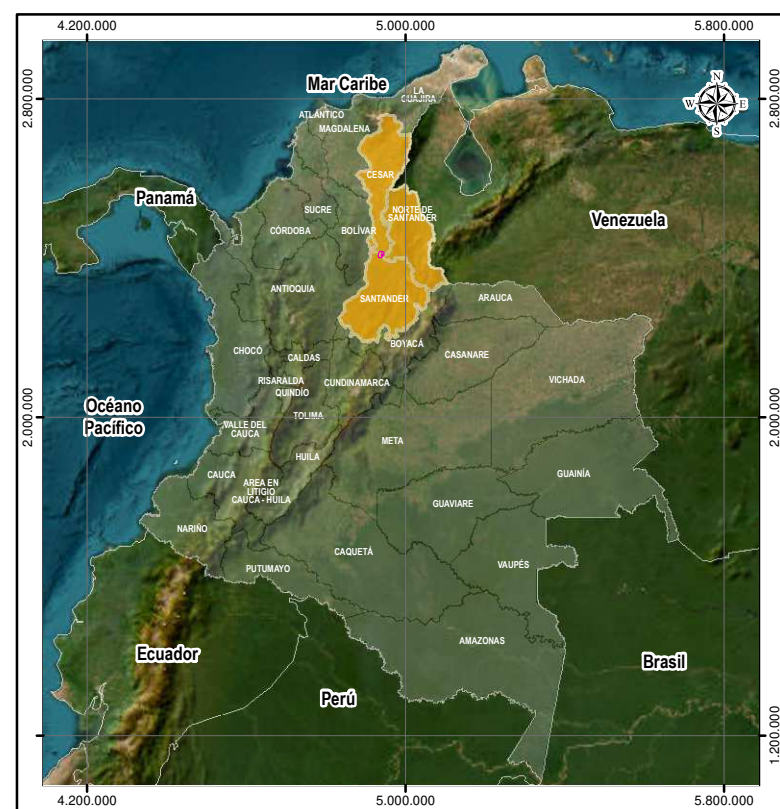 4.200.000
5.000.000
5.800.000
2.800.000
2.800.000
Mar Caribe
LA
GUAJIRA
N
W
E
S
ATLÁNTICO
MAGDALENA
CESAR
Panamá
SUCRE
NORTE DE
SANTANDER
Venezuela
CÓRDOBA
BOLÍVAR
ANTIOQUIA
SANTANDER
ARAUCA
BOYACÁ
CHOCÓ
CALDAS
CASANARE
RISARALDA
CUNDINAMARCA
VICHADA
QUINDÍO
Océano
Pacífico
TOLIMA
2.000.000
2.000.000
VALLE DEL
CAUCA
META
HUILA
CAUCA
GUAINÍA
AREA EN
LITIGIO
CAUCA - HUILA
GUAVIARE
NARIÑO
CAQUETÁ
VAUPÉS
PUTUMAYO
AMAZONAS
Ecuador
Brasil
Perú
1.200.000
1.200.000
4.200.000
5.000.000
5.800.000